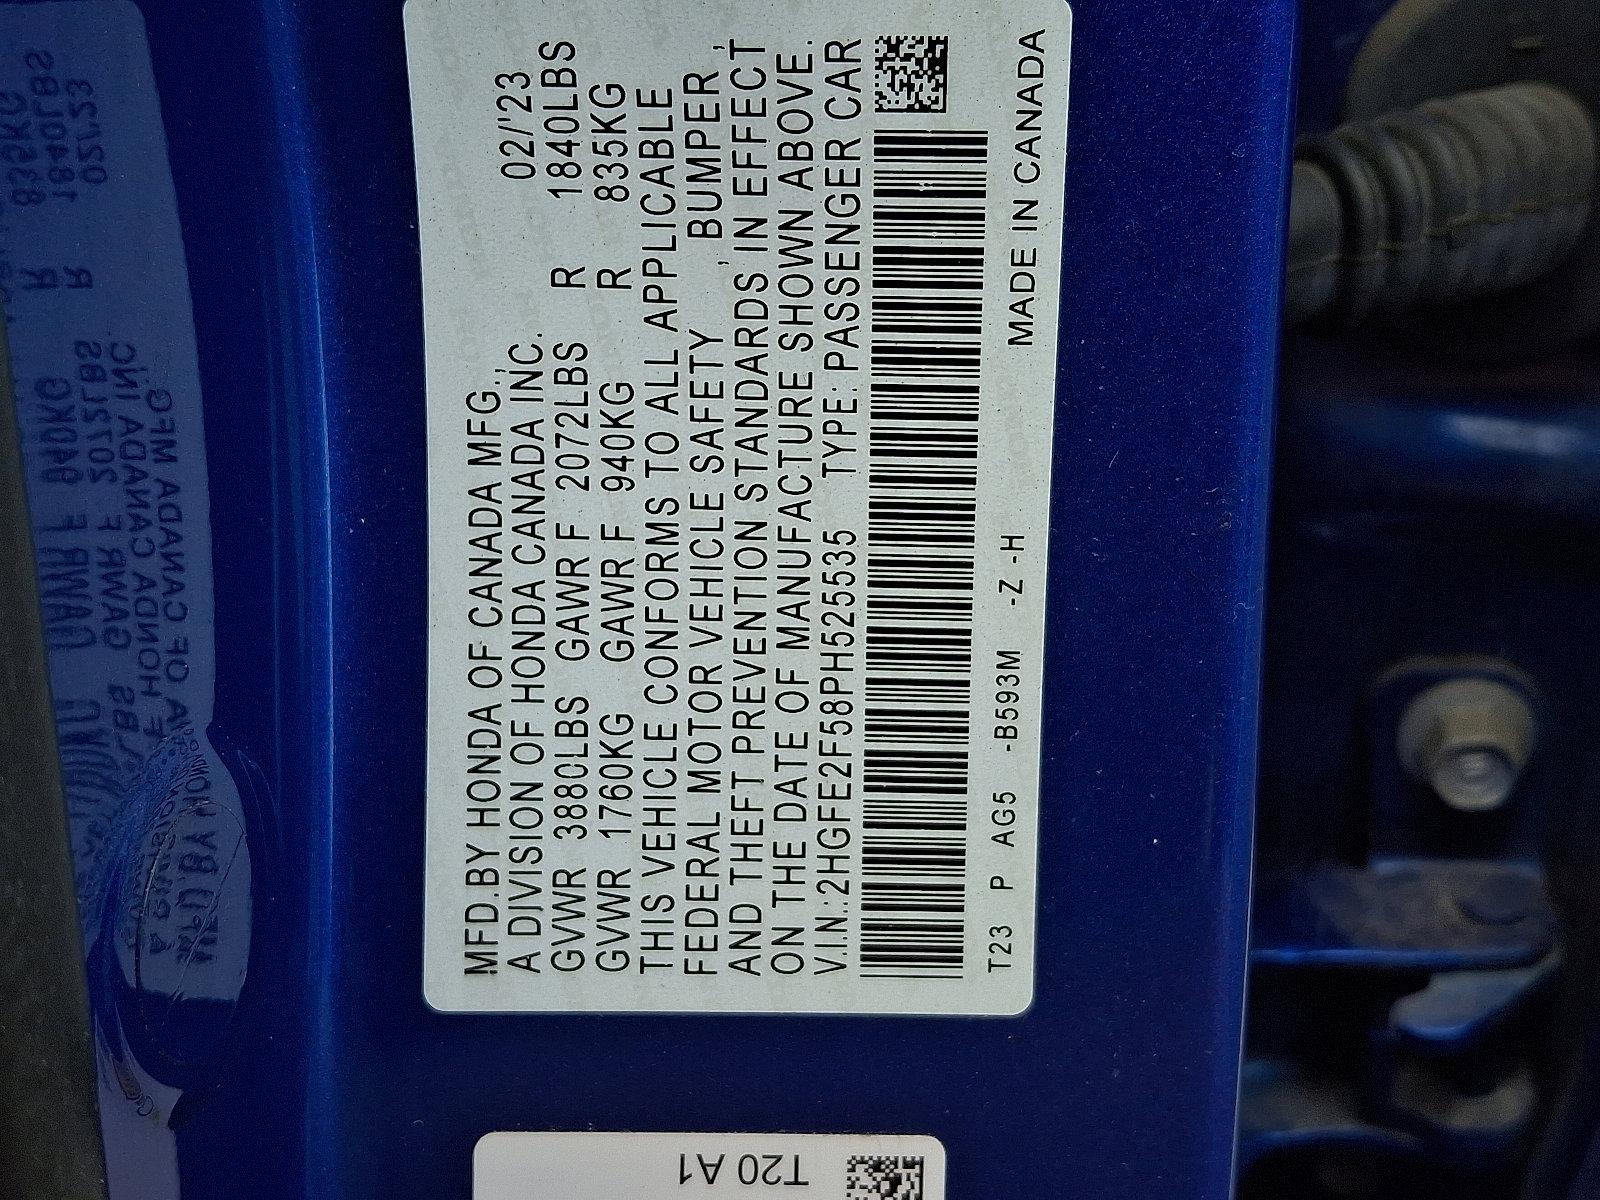 MFD.BY HONDA OF CANADA MFG.,
A DIVISION OF HONDA CANADA INC. 02/'23
GVWR 3880LBS GAWR F 2072LBS R 1840LBS
GVWR 1760KG GAWR F 940KG R 835KG
THIS VEHICLE CONFORMS TO ALL APPLICABLE
FEDERAL MOTOR VEHICLE SAFETY , BUMPER ,
AND THEFT PREVENTION STANDARDS IN EFFECT
ON THE DATE OF MANUFACTURE SHOWN ABOVE.
V.I.N.:2HGFE2F58PH525535 TYPE: PASSENGER CAR
T23 P AG5 -B593M -Z -H MADE IN CANADA
T20 A1